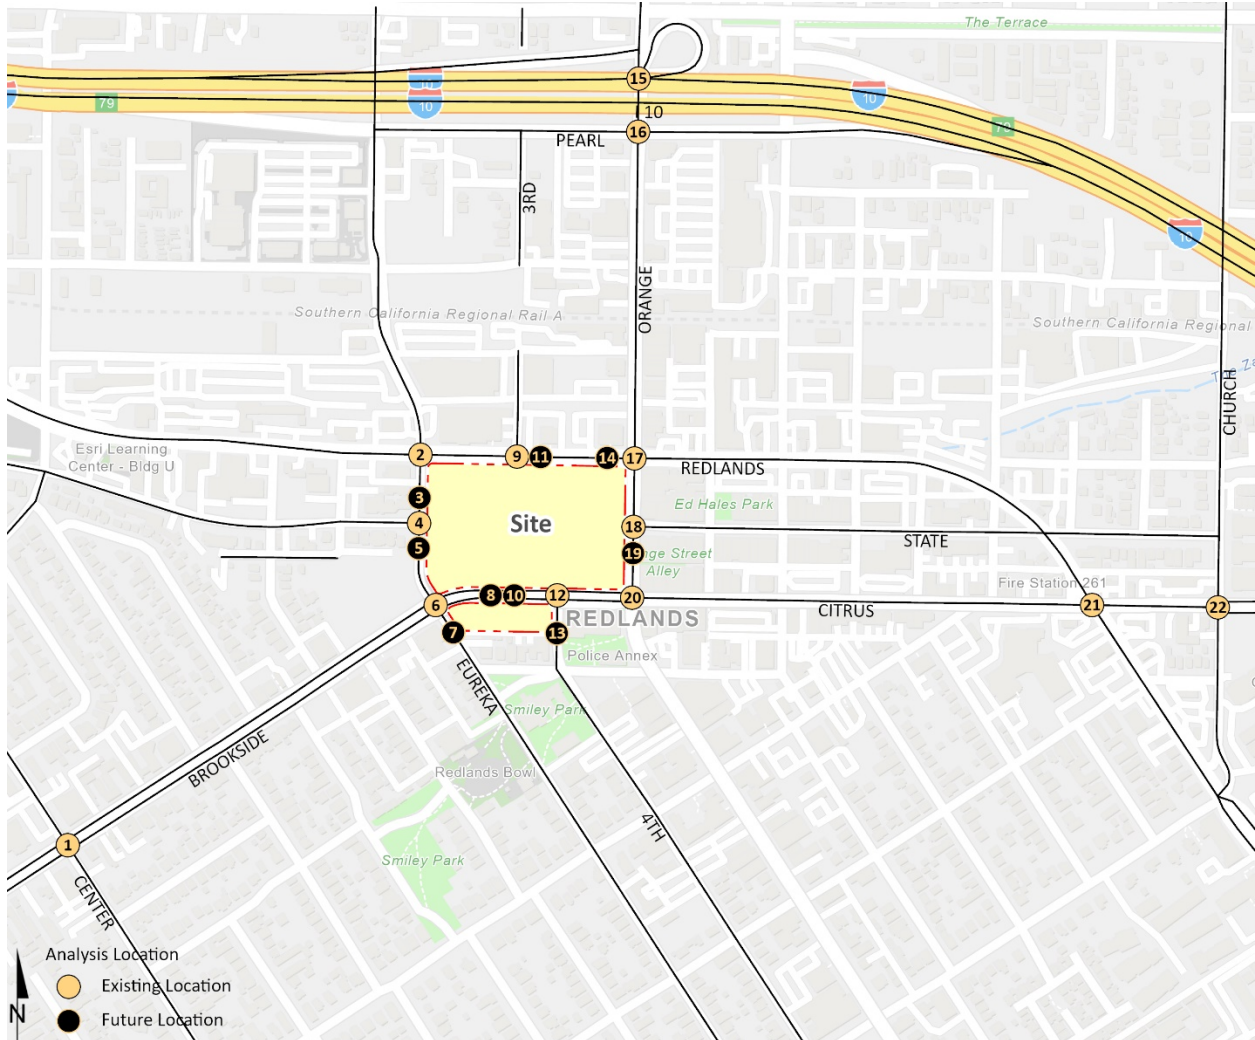 The Terrace
10
10
10
79
15
10
79
16
PEARL
3RD
10
ORANGE
Southern California Regional Rail A
Southern California Regional
CHURCH
Esri Learning
Center - Bldg U
2
9
11
14
17
REDLANDS
3
Ed Hales Park
4
Site
18
STATE
5
19
nge Street
Alley
Fire Station 261
6
8
10
12
20
CITRUS
21
22
7
13
REDLANDS
Police Annex
EUREKA
Smiley Park
BROOKSIDE
Redlands Bowl
4TH
1
Smiley Park
CENTER
Analysis Location
Existing Location
Future Location
N